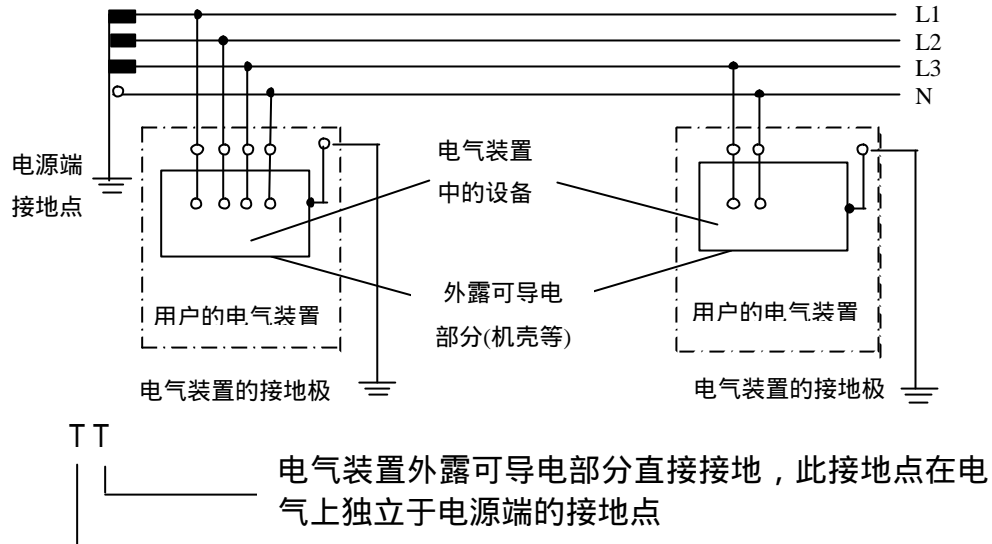 L1
L2
L3
N
电源端
接地点
电气装置
中的设备
外露可导电
部分(机壳等)
用户的电气装置
用户的电气装置
电气装置的接地极
电气装置的接地极
TT
电气装置外露可导电部分直接接地，此接地点在电
气上独立于电源端的接地点